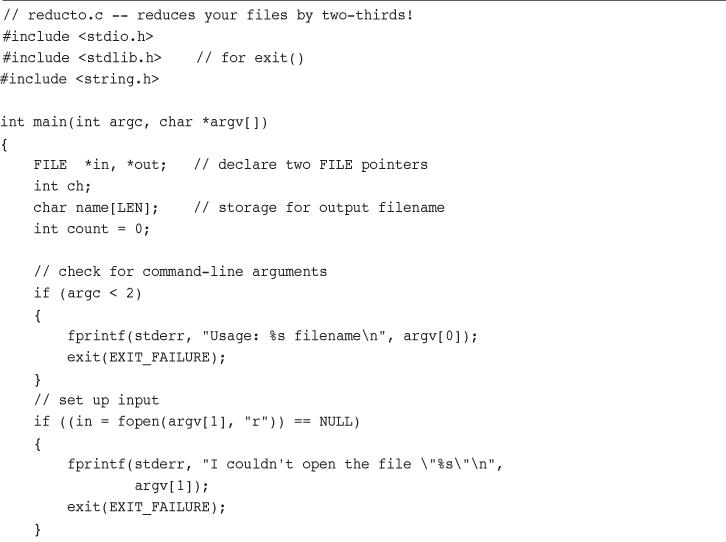 // reducto.c -- reduces your files by two-thirds!
#include <stdio.h>
#include <stdlib.h>    // for exit()
#include <string.h>

int main(int argc, char *argv[])
{
    FILE  *in, *out;   // declare two FILE pointers
    int ch;
    char name[LEN];    // storage for output filename
    int count = 0;

    // check for command-line arguments
    if (argc < 2)
    {
        fprintf(stderr, "Usage: %s filename\n", argv[0]);
        exit(EXIT_FAILURE);
    }
    // set up input
    if ((in = fopen(argv[1], "r")) == NULL)
    {
        fprintf(stderr, "I couldn't open the file \"%s\"\n",
                argv[1]);
        exit(EXIT_FAILURE);
    }